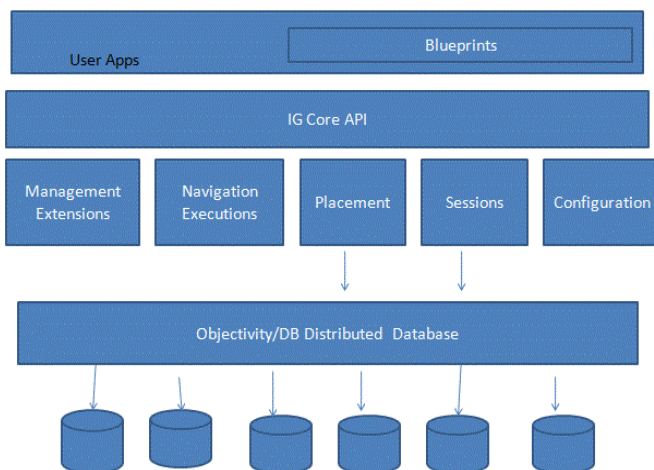 Blueprints
User Apps
IG Core API
Management
Extensions
Navigation
Executions
Placement
Sessions
Configuration
Objectivity/DB Distributed Database